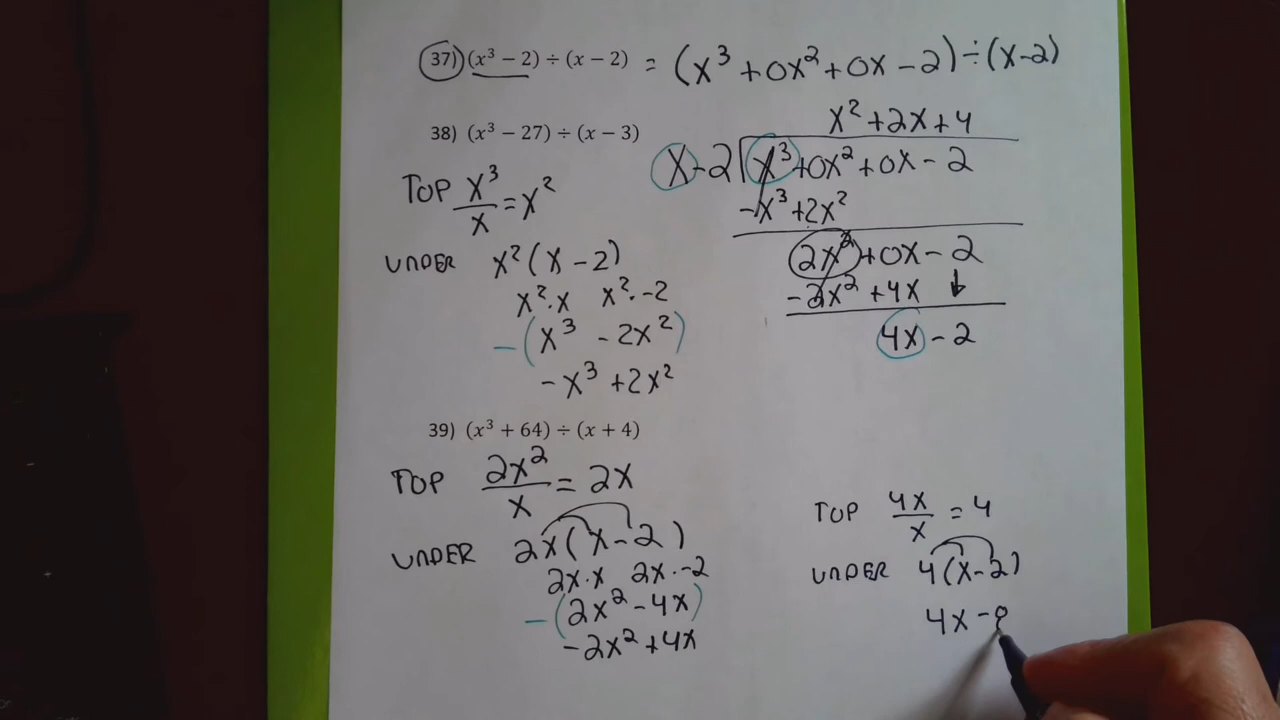 37) (x³ − 2) ÷ (x − 2) = (x³ + 0x² + 0x − 2) ÷ (x−2)
38) (x³ − 27) ÷ (x − 3)
x² + 2x + 4
x−2 x³ + 0x² + 0x − 2
−x³ + 2x²
2x² + 0x − 2
−2x² + 4x
4x − 2
TOP x³/x = x²
UNDER x²(x − 2)
x²·x x²·−2
−(x³ − 2x²)
−x³ + 2x²
39) (x³ + 64) ÷ (x + 4)
TOP 2x²/x = 2x
UNDER 2x(x−2)
2x·x 2x·−2
−(2x² − 4x)
−2x² + 4x
TOP 4x/x = 4
UNDER 4(x−2)
4x − 8